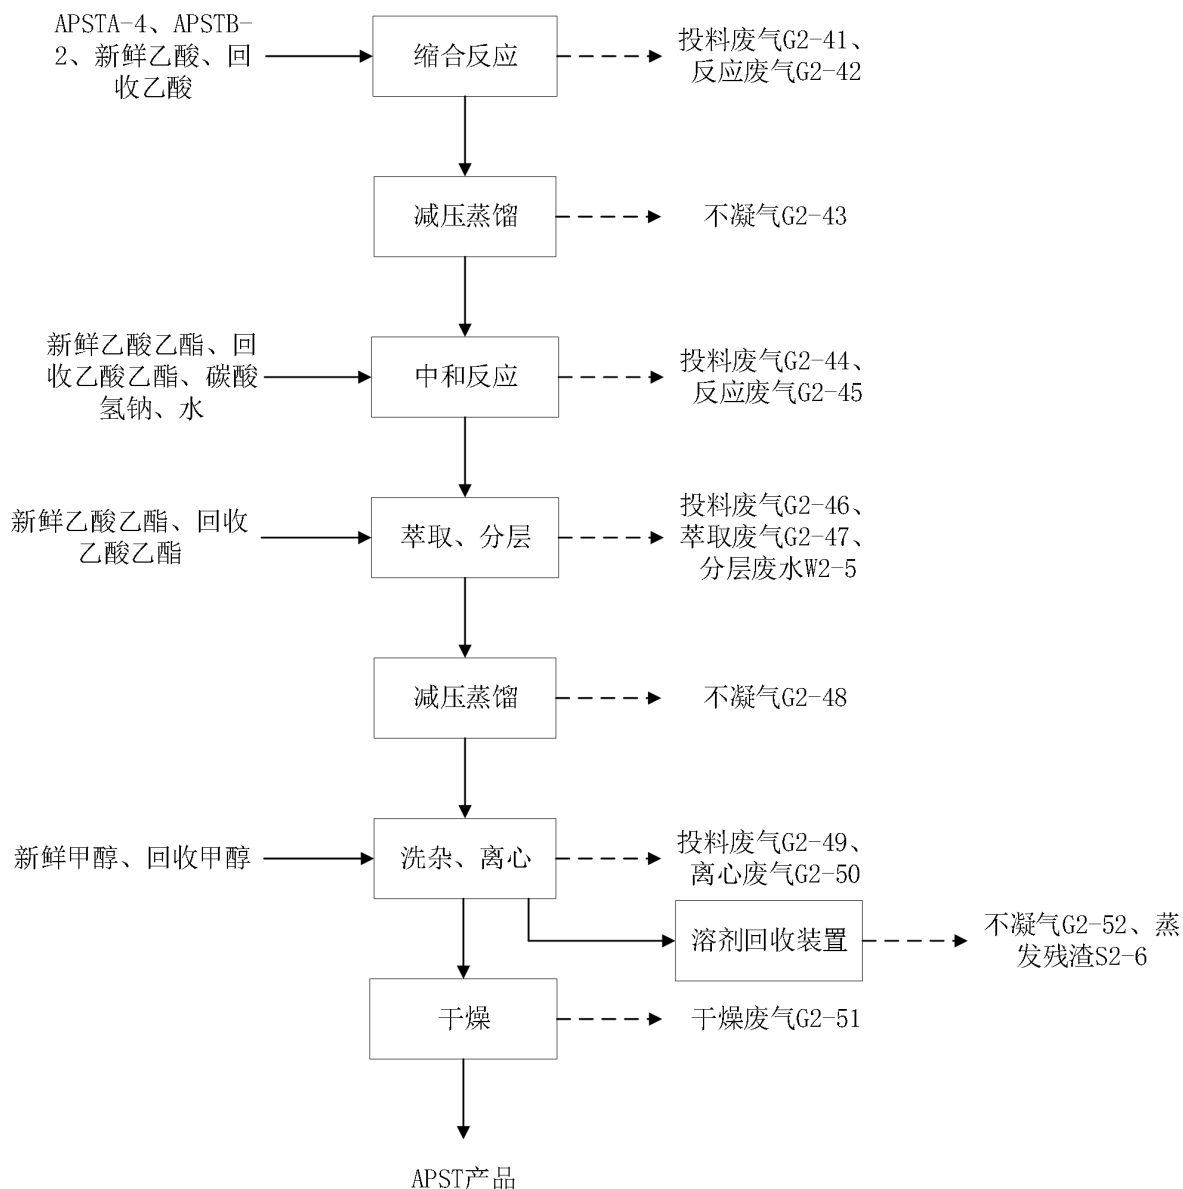 APSTA-4、APSTB-
2、新鲜乙酸、回
收乙酸
缩合反应
投料废气G2-41、
反应废气G2-42
减压蒸馏
不凝气G2-43
新鲜乙酸乙酯、回
收乙酸乙酯、碳酸
氢钠、水
中和反应
投料废气G2-44、
反应废气G2-45
新鲜乙酸乙酯、回收
乙酸乙酯
萃取、分层
投料废气G2-46、
萃取废气G2-47、
分层废水W2-5
减压蒸馏
不凝气G2-48
新鲜甲醇、回收甲醇
洗杂、离心
投料废气G2-49、
离心废气G2-50
溶剂回收装置
不凝气G2-52、蒸
发残渣S2-6
干燥
干燥废气G2-51
APST产品